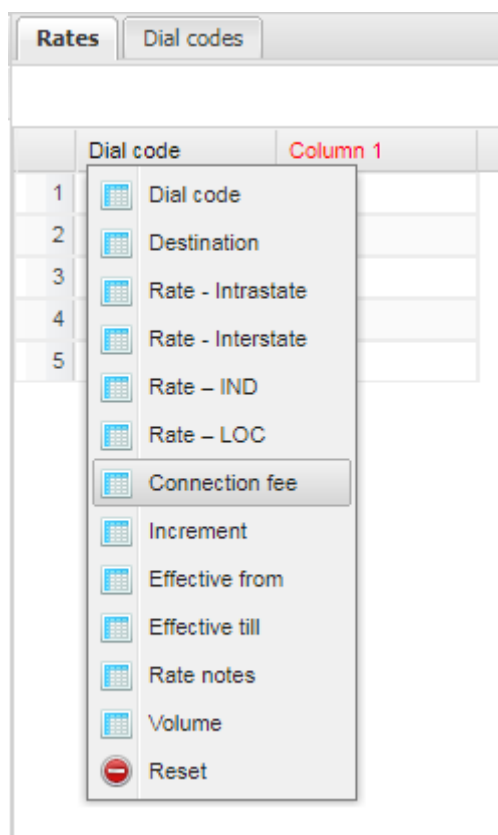 Rates Dial codes
Dial code Column 1
1 Dial code
2 Destination
3 Rate - Intrastate
4 Rate - Interstate
5 Rate – IND
Rate – LOC
Connection fee
Increment
Effective from
Effective till
Rate notes
Volume
Reset